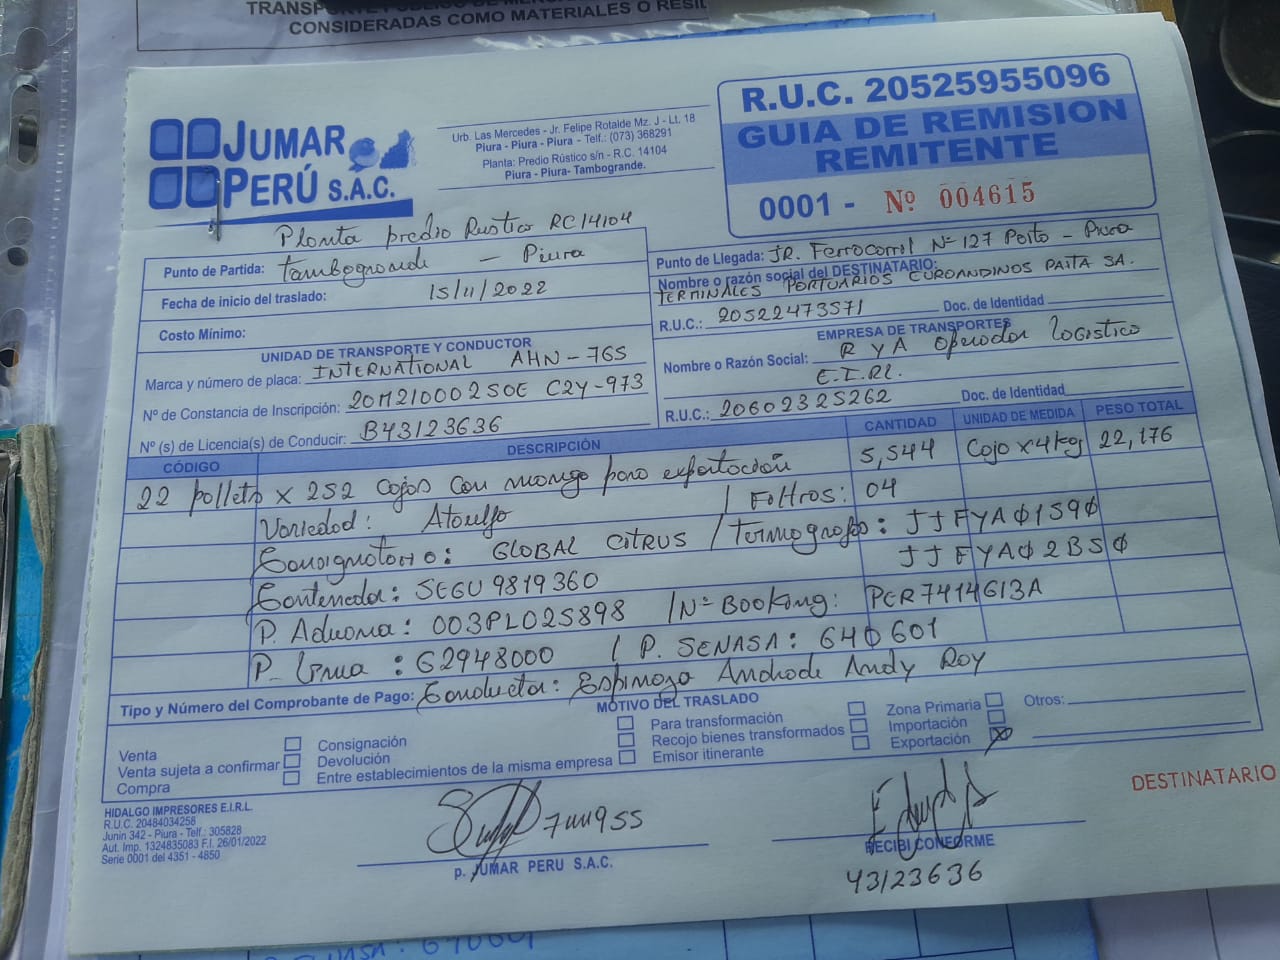 TRANSPORTE PÚBLICO DE
CONSIDERADAS COMO MATERIALES O RESID
JUMAR
PERÚ S.A.C.
Urb. Las Mercedes - Jr. Felipe Rotalde Mz. J - Lt. 18
Piura - Piura - Piura - Telf.: (073) 368291
Planta: Predio Rústico s/n - R.C. 14104
Piura - Piura- Tambogrande.
R.U.C. 20525955096
GUIA DE REMISION
REMITENTE
0001 - Nº 004615
Planta predio Rustico RC14104
Punto de Partida: tambogrande - Piura
Fecha de inicio del traslado: 15/11/2022
Costo Mínimo:
Punto de Llegada: JR. Ferrocarril Nº 127 Paita - Piura
Nombre o razón social del DESTINATARIO:
TERMINALES PORTUARIOS EUROANDINOS PAITA SA.
R.U.C.: 20522473571 Doc. de Identidad
UNIDAD DE TRANSPORTE Y CONDUCTOR
Marca y número de placa: INTERNATIONAL AHN-765
Nº de Constancia de Inscripción: 20M21000250E C2Y-973
Nº (s) de Licencia(s) de Conducir: B43123636
EMPRESA DE TRANSPORTES
Nombre o Razón Social: R Y A Operador Logistico
E.I.RL.
R.U.C.: 20602325262 Doc. de Identidad
CÓDIGO DESCRIPCIÓN CANTIDAD UNIDAD DE MEDIDA PESO TOTAL
22 pallets x 252 Cajas con mango para exportación 5,544 Caja x 4kg 22,176
Variedad: Ataulfo / Filtros: 04
Consignatario: GLOBAL CITRUS / Termografos: JJFYA01590
Contenedor: SEGU 9819360 JJFYA02B50
P. Aduana: 003PL025898 / Nº Booking: PER7414613A
P. Linea: G2948000 / P. SENASA: 640601
Tipo y Número del Comprobante de Pago: Conductor: Espinoza Andrade Andy Roy
MOTIVO DEL TRASLADO
Venta
Venta sujeta a confirmar
Compra
Consignación
Devolución
Entre establecimientos de la misma empresa
Para transformación
Recojo bienes transformados
Emisor itinerante
Zona Primaria
Importación
Exportación X
Otros:
HIDALGO IMPRESORES E.I.R.L.
R.U.C. 20484034258
Junin 342 - Piura - Telf.: 305828
Aut. Imp. 1324835083 F.I. 26/01/2022
Serie 0001 del 4351 - 4850
p. JUMAR PERU S.A.C.
RECIBI CONFORME
43123636
DESTINATARIO